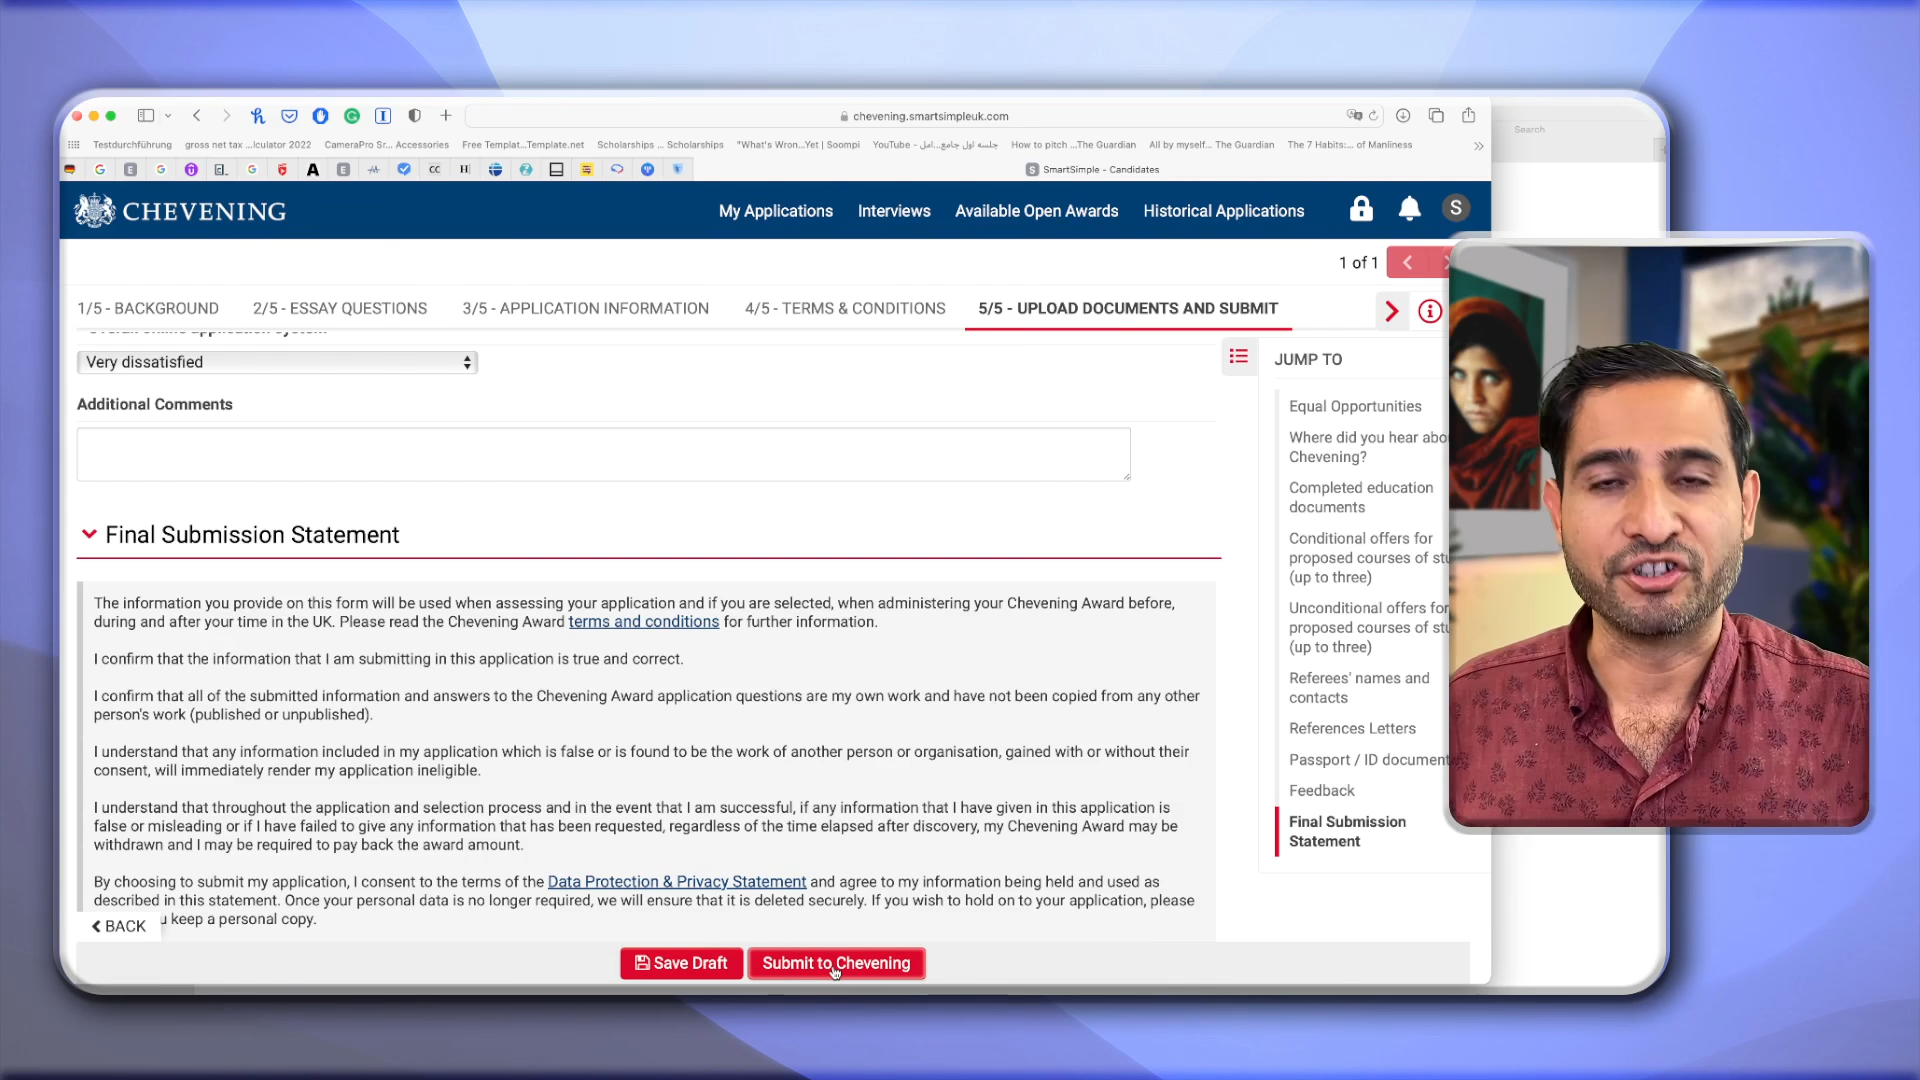 chevening.smartsimpleuk.com
Search
Testdurchführung
gross net tax ...lculator 2022
CameraPro Sr... Accessories
Free Templat...Template.net
Scholarships ... Scholarships
"What's Wron...Yet | Soompi
YouTube - جلسه اول جامع...امل
How to pitch ...The Guardian
All by myself... The Guardian
The 7 Habits:... of Manliness
SmartSimple - Candidates
CHEVENING
My Applications
Interviews
Available Open Awards
Historical Applications
S
1 of 1
1/5 - BACKGROUND
2/5 - ESSAY QUESTIONS
3/5 - APPLICATION INFORMATION
4/5 - TERMS & CONDITIONS
5/5 - UPLOAD DOCUMENTS AND SUBMIT
Overall online application system
Very dissatisfied
Additional Comments
Final Submission Statement
The information you provide on this form will be used when assessing your application and if you are selected, when administering your Chevening Award before,
during and after your time in the UK. Please read the Chevening Award terms and conditions for further information.
I confirm that the information that I am submitting in this application is true and correct.
I confirm that all of the submitted information and answers to the Chevening Award application questions are my own work and have not been copied from any other
person's work (published or unpublished).
I understand that any information included in my application which is false or is found to be the work of another person or organisation, gained with or without their
consent, will immediately render my application ineligible.
I understand that throughout the application and selection process and in the event that I am successful, if any information that I have given in this application is
false or misleading or if I have failed to give any information that has been requested, regardless of the time elapsed after discovery, my Chevening Award may be
withdrawn and I may be required to pay back the award amount.
By choosing to submit my application, I consent to the terms of the Data Protection & Privacy Statement and agree to my information being held and used as
described in this statement. Once your personal data is no longer required, we will ensure that it is deleted securely. If you wish to hold on to your application, please
u keep a personal copy.
BACK
Save Draft
Submit to Chevening
JUMP TO
Equal Opportunities
Where did you hear abo
Chevening?
Completed education
documents
Conditional offers for
proposed courses of stu
(up to three)
Unconditional offers for
proposed courses of stu
(up to three)
Referees' names and
contacts
References Letters
Passport / ID document
Feedback
Final Submission
Statement